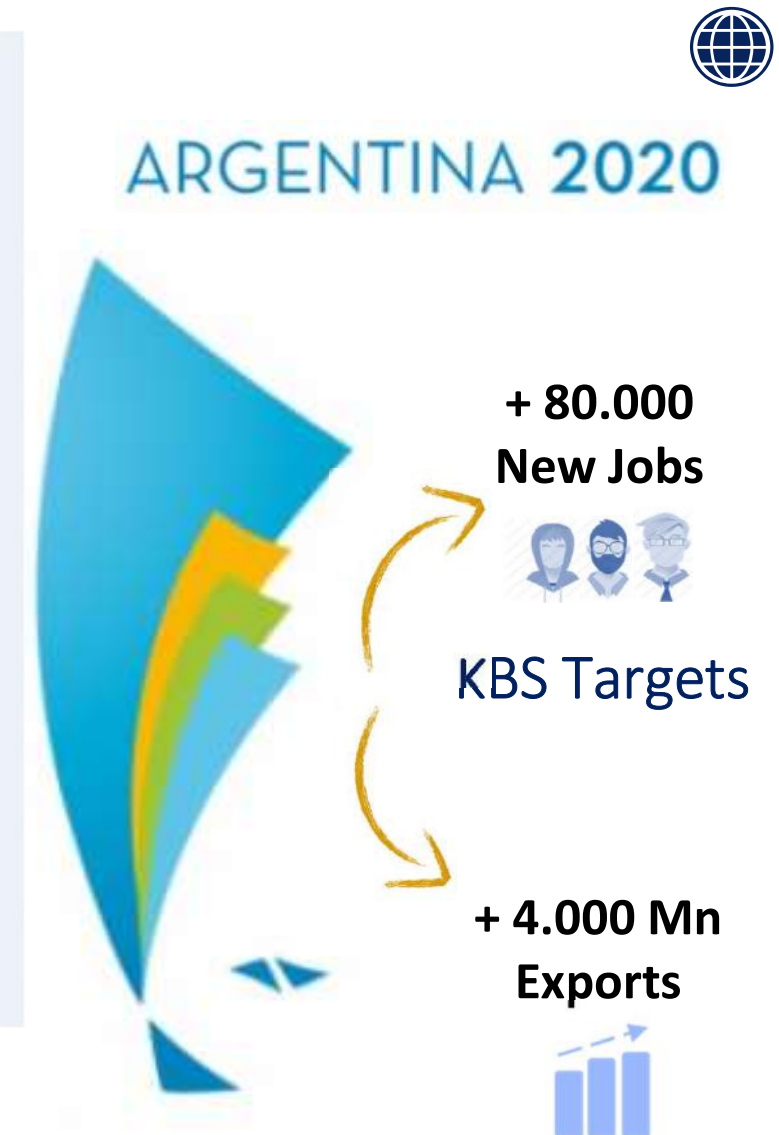 ARGENTINA 2020
+ 80.000
New Jobs
KBS Targets
+ 4.000 Mn
Exports